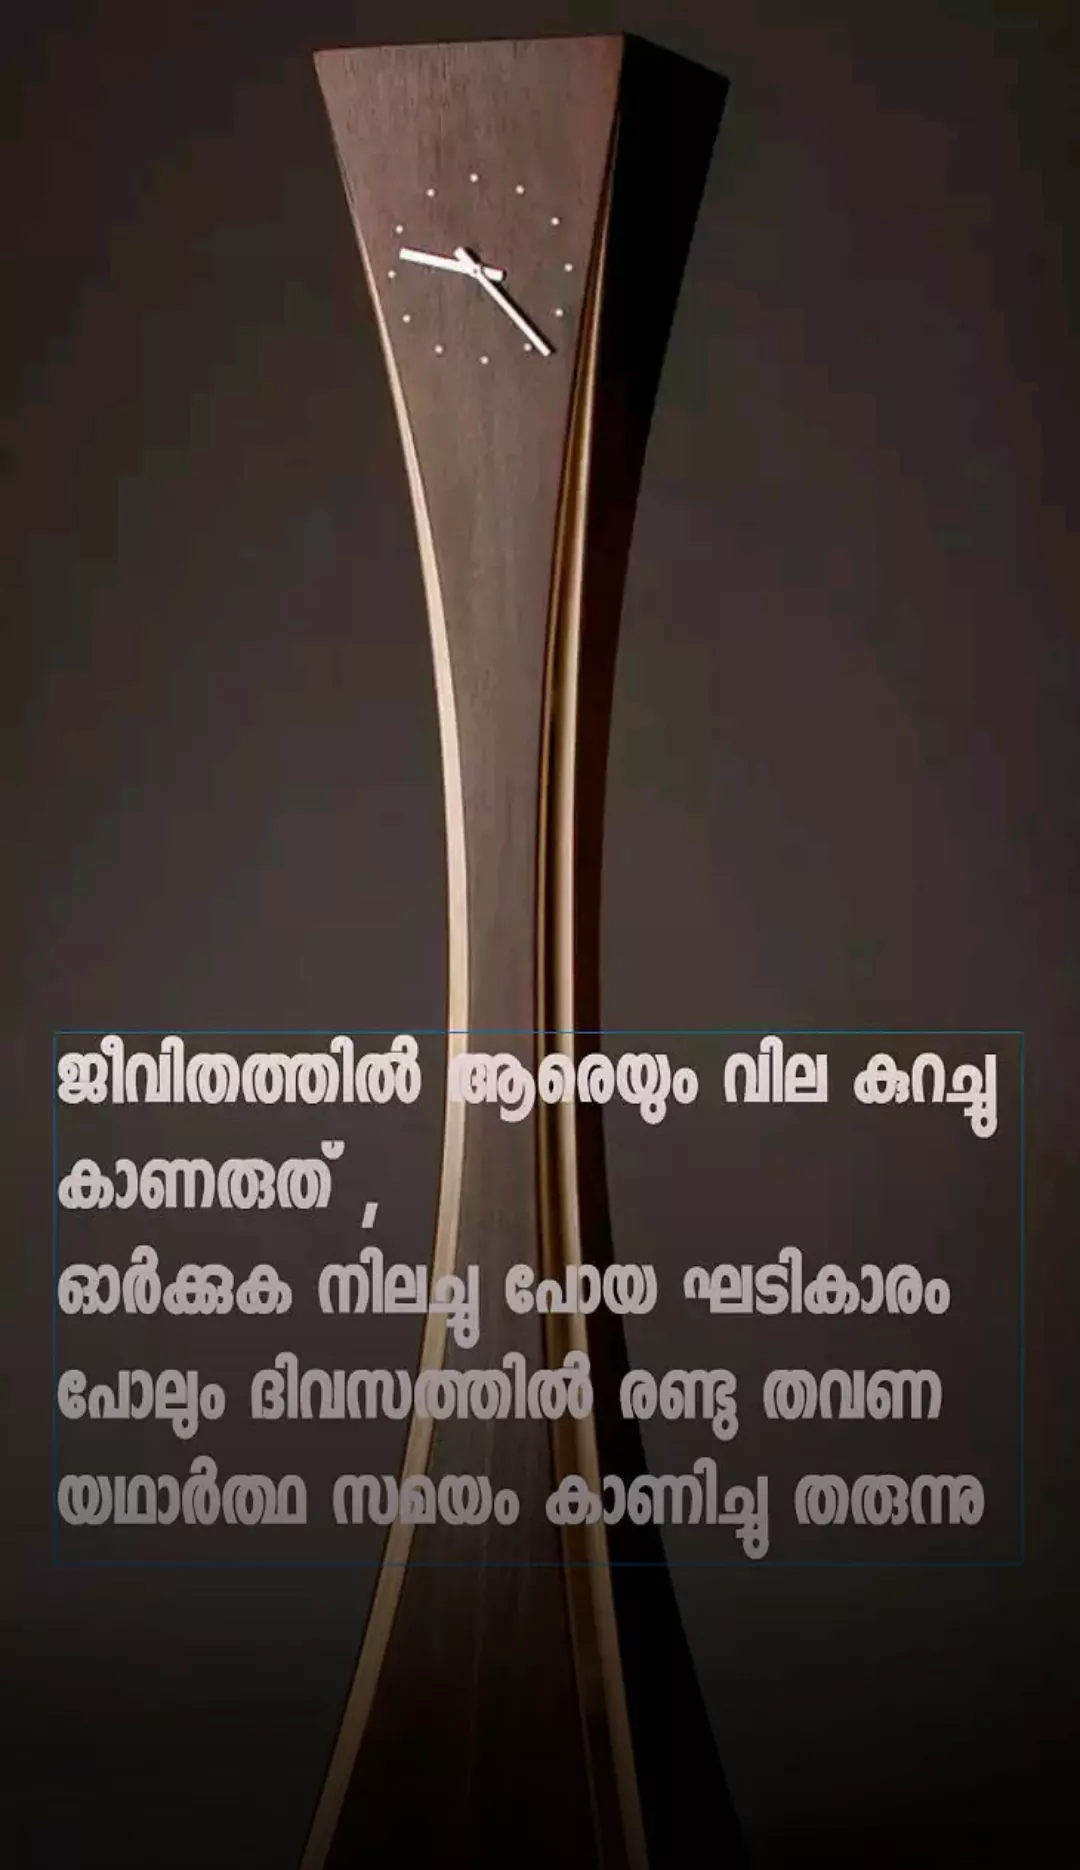 ജീവിതത്തിൽ ആരെയും വില കുറച്ചു
കാണരുത് ,
ഓർക്കുക നിലച്ചു പോയ ഘടികാരം
പോലും ദിവസത്തിൽ രണ്ടു തവണ
യഥാർത്ഥ സമയം കാണിച്ചു തരുന്നു